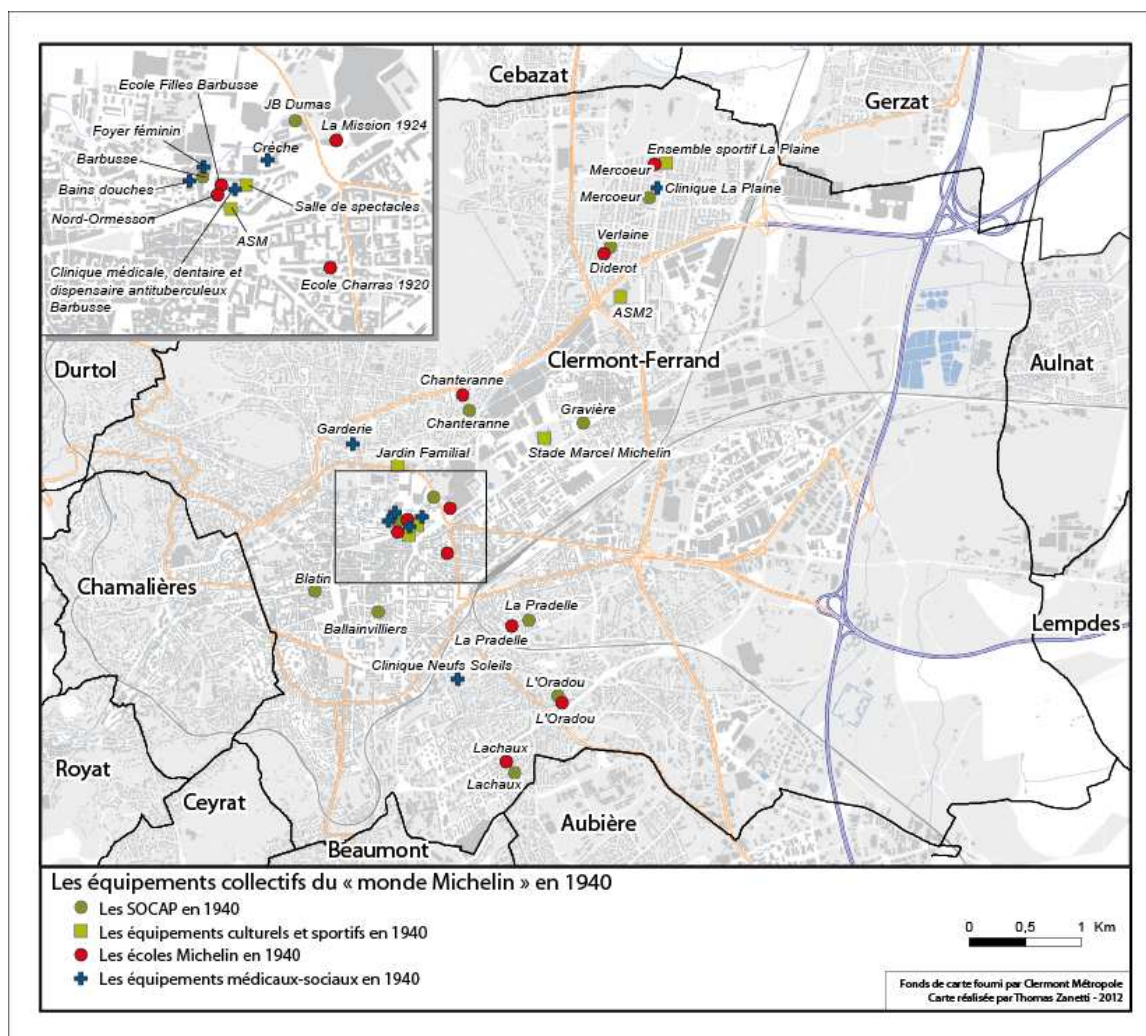 Ecole Filles Barbusse
JB Dumas
La Mission 1924
Foyer féminin
Crèche
Barbusse
Bains douches
Nord-Ormesson
Salle de spectacles
ASM
Clinique médicale, dentaire et
dispensaire antituberculeux
Barbusse
Ecole Charras 1920
Cebazat
Gerzat
Ensemble sportif La Plaine
Mercoeur
Clinique La Plaine
Mercoeur
Verlaine
Diderot
ASM2
Durtol
Clermont-Ferrand
Aulnat
Chanteranne
Chanteranne
Gravière
Garderie
Stade Marcel Michelin
Jardin Familial
Chamalières
Blatin
Ballainvilliers
La Pradelle
La Pradelle
Lempdes
Clinique Neufs Soleils
L'Oradou
L'Oradou
Lachaux
Lachaux
Royat
Ceyrat
Aubière
Beaumont
Les équipements collectifs du « monde Michelin » en 1940
Les SOCAP en 1940
Les équipements culturels et sportifs en 1940
Les écoles Michelin en 1940
Les équipements médicaux-sociaux en 1940
0 0,5 1 Km
Fonds de carte fourni par Clermont Métropole
Carte réalisée par Thomas Zanetti - 2012